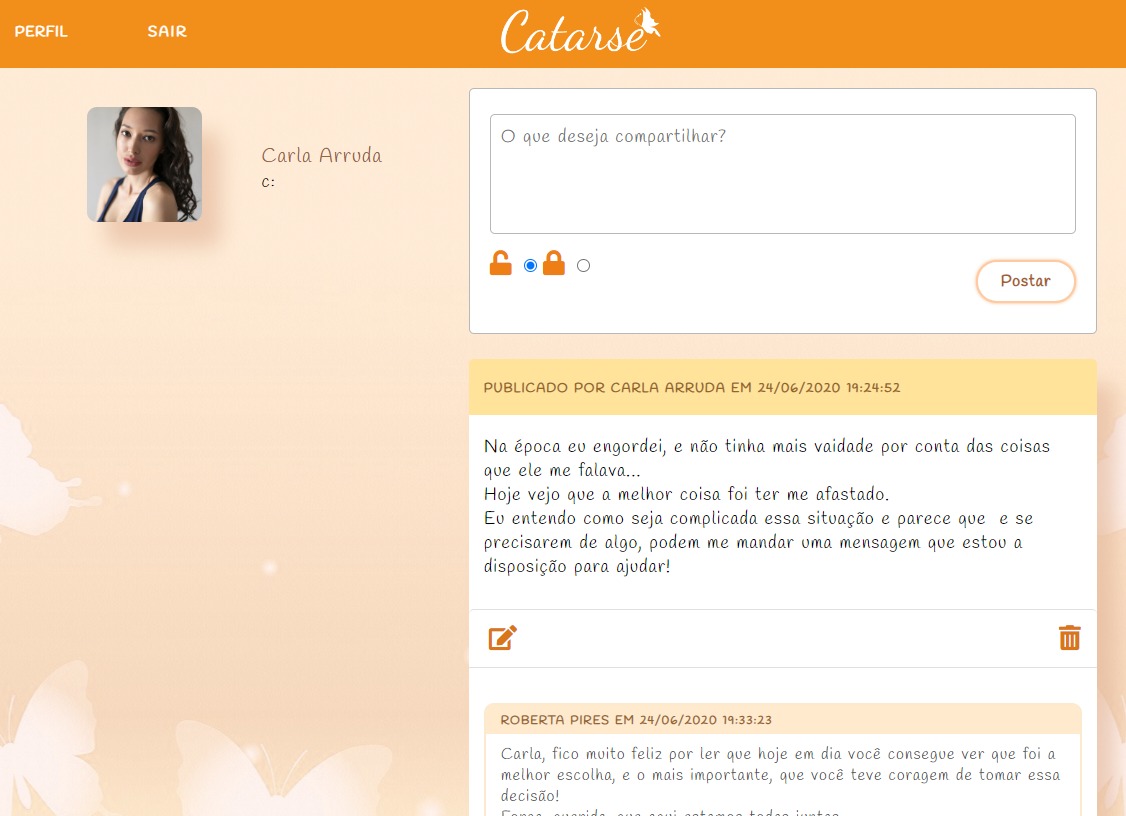 PERFIL
SAIR
Catarse
Carla Arruda
c:
O que deseja compartilhar?
Postar
PUBLICADO POR CARLA ARRUDA EM 24/06/2020 19:24:52
Na época eu engordei, e não tinha mais vaidade por conta das coisas
que ele me falava...
Hoje vejo que a melhor coisa foi ter me afastado.
Eu entendo como seja complicada essa situação e parece que  e se
precisarem de algo, podem me mandar uma mensagem que estou a
disposição para ajudar!
ROBERTA PIRES EM 24/06/2020 19:33:23
Carla, fico muito feliz por ler que hoje em dia você consegue ver que foi a
melhor escolha, e o mais importante, que você teve coragem de tomar essa
decisão!